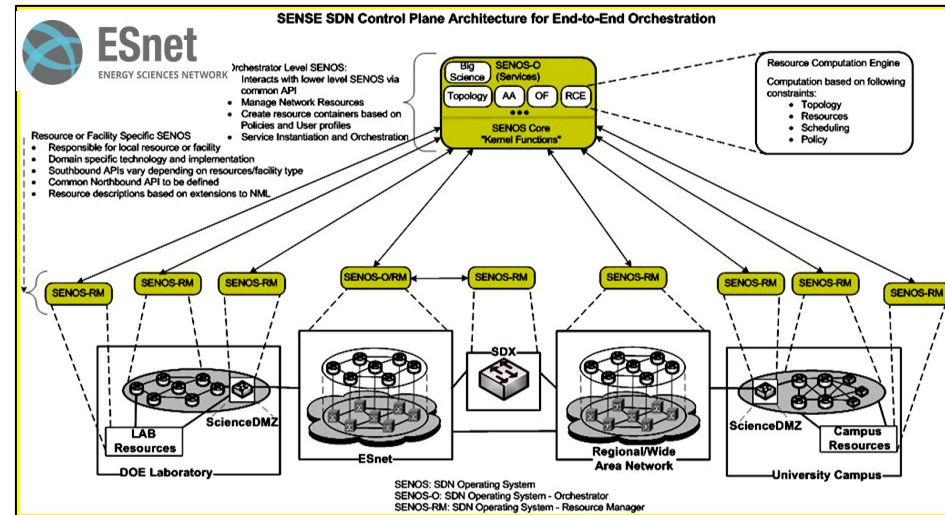 SENSE SDN Control Plane Architecture for End-to-End Orchestration
ESnet
ENERGY SCIENCES NETWORK
Orchestrator Level SENOS:
Interacts with lower level SENOS via
common API
• Manage Network Resources
• Create resource containers based on
Policies and User profiles
• Service Instantiation and Orchestration
Big
Science
SENOS-O
(Services)
Topology
AA
OF
RCE
•••
SENOS Core
"Kernel Functions"
Resource Computation Engine
Computation based on following
constraints:
• Topology
• Resources
• Scheduling
• Policy
Resource or Facility Specific SENOS
• Responsible for local resource or facility
• Domain specific technology and implementation
• Southbound APIs vary depending on resources/facility type
• Common Northbound API to be defined
• Resource descriptions based on extensions to NML
SENOS-RM
SENOS-RM
SENOS-RM
SENOS-O/RM
SENOS-RM
SENOS-RM
SENOS-RM
SENOS-RM
SENOS-RM
SDX
ScienceDMZ
LAB
Resources
DOE Laboratory
ESnet
Regional/Wide
Area Network
ScienceDMZ
Campus
Resources
University Campus
SENOS: SDN Operating System
SENOS-O: SDN Operating System - Orchestrator
SENOS-RM: SDN Operating System - Resource Manager